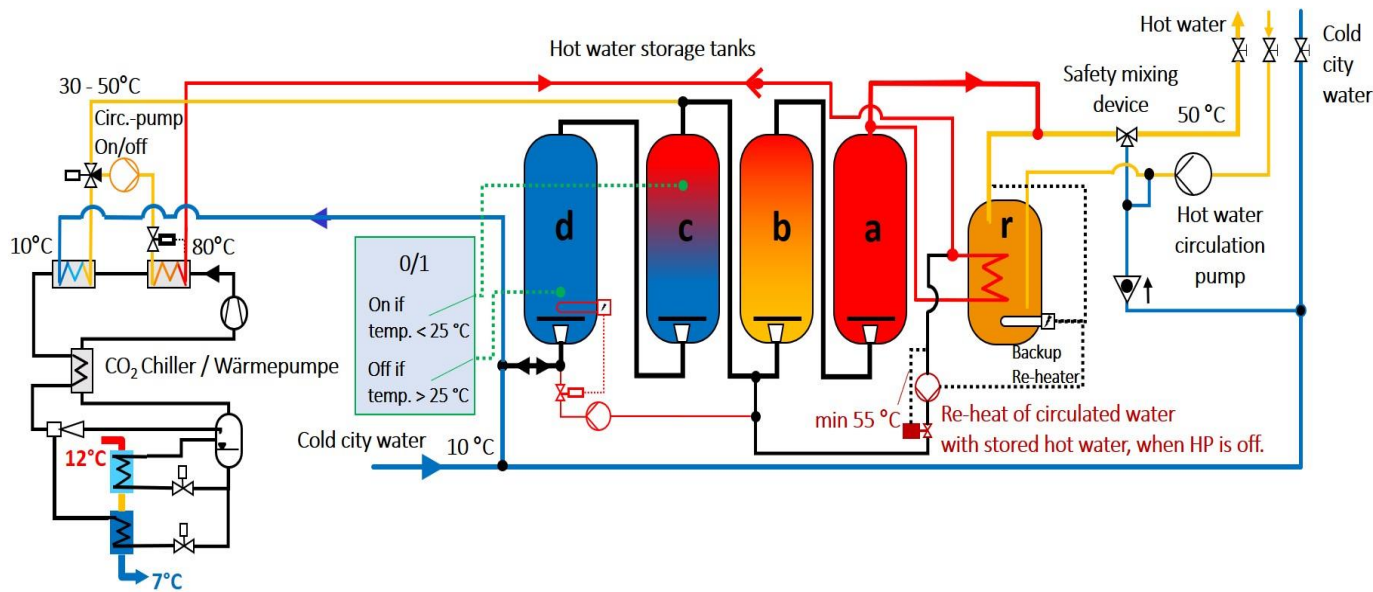 Hot water
Cold
city
water
Hot water storage tanks
Safety mixing
device
30 - 50°C
Circ.-pump
On/off
50 °C
d
c
b
a
r
10°C
80°C
0/1
On if
temp. < 25 °C
Off if
temp. > 25 °C
Hot water
circulation
pump
CO₂ Chiller / Wärmepumpe
Backup
Re-heater
min 55 °C
Re-heat of circulated water
with stored hot water, when HP is off.
Cold city water
10 °C
12°C
7°C